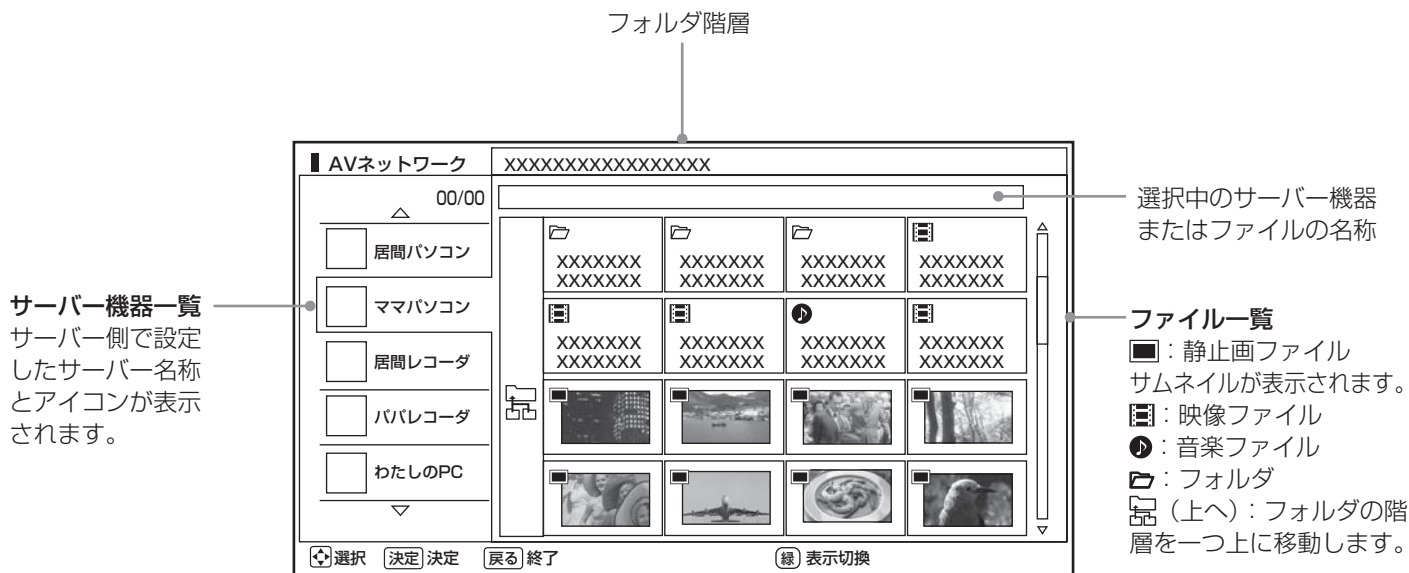 フォルダ階層
AVネットワーク
XXXXXXXXXXXXXXXXX
00/00
選択中のサーバー機器
またはファイルの名称
居間パソコン
ママパソコン
居間レコーダ
パパレコーダ
わたしのPC
XXXXXXX XXXXXXX XXXXXXX XXXXXXX
XXXXXXX XXXXXXX XXXXXXX XXXXXXX
XXXXXXX XXXXXXX XXXXXXX XXXXXXX
XXXXXXX XXXXXXX XXXXXXX XXXXXXX
サーバー機器一覧
サーバー側で設定
したサーバー名称
とアイコンが表示
されます。
ファイル一覧
:静止画ファイル
サムネイルが表示されます。
:映像ファイル
:音楽ファイル
:フォルダ
(上へ):フォルダの階
層を一つ上に移動します。
選択 決定 決定 戻る 終了 緑 表示切換